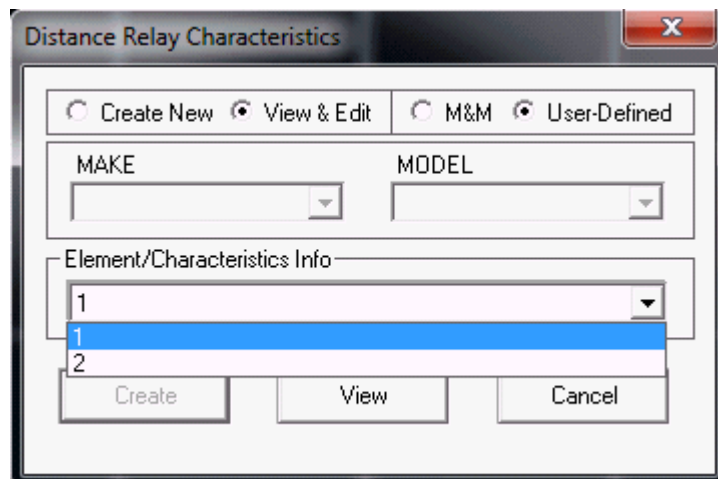 Distance Relay Characteristics
Create New View & Edit M&M User-Defined
MAKE MODEL
Element/Characteristics Info
1
1
2
Create View Cancel